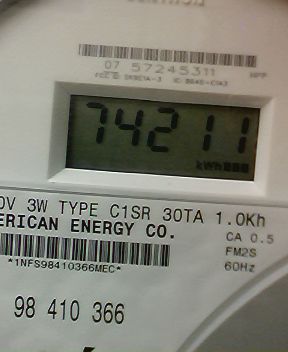 07 57245311
74211
kWh
0V 3W TYPE C1SR 30TA 1.0Kh
ERICAN ENERGY CO.
CA 0.5
FM2S
*1NFS98410366MEC*
60Hz
98 410 366